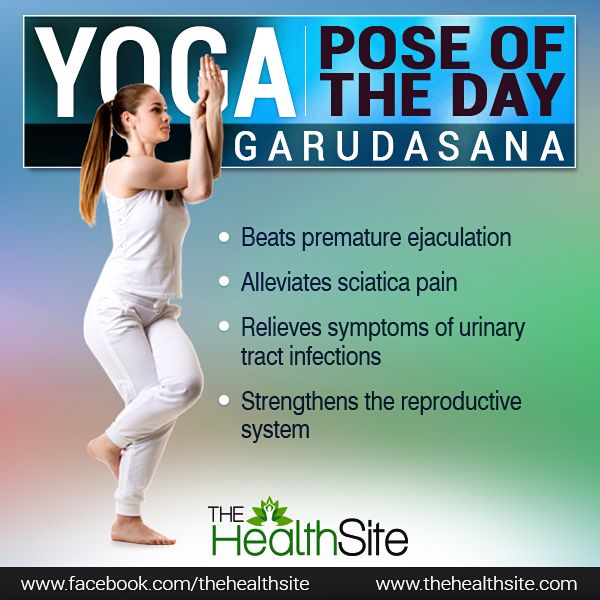 YOGA
POSE OF
THE DAY
GARUDASANA
• Beats premature ejaculation
• Alleviates sciatica pain
• Relieves symptoms of urinary
tract infections
• Strengthens the reproductive
system
THE
HealthSite
www.facebook.com/thehealthsite
www.thehealthsite.com